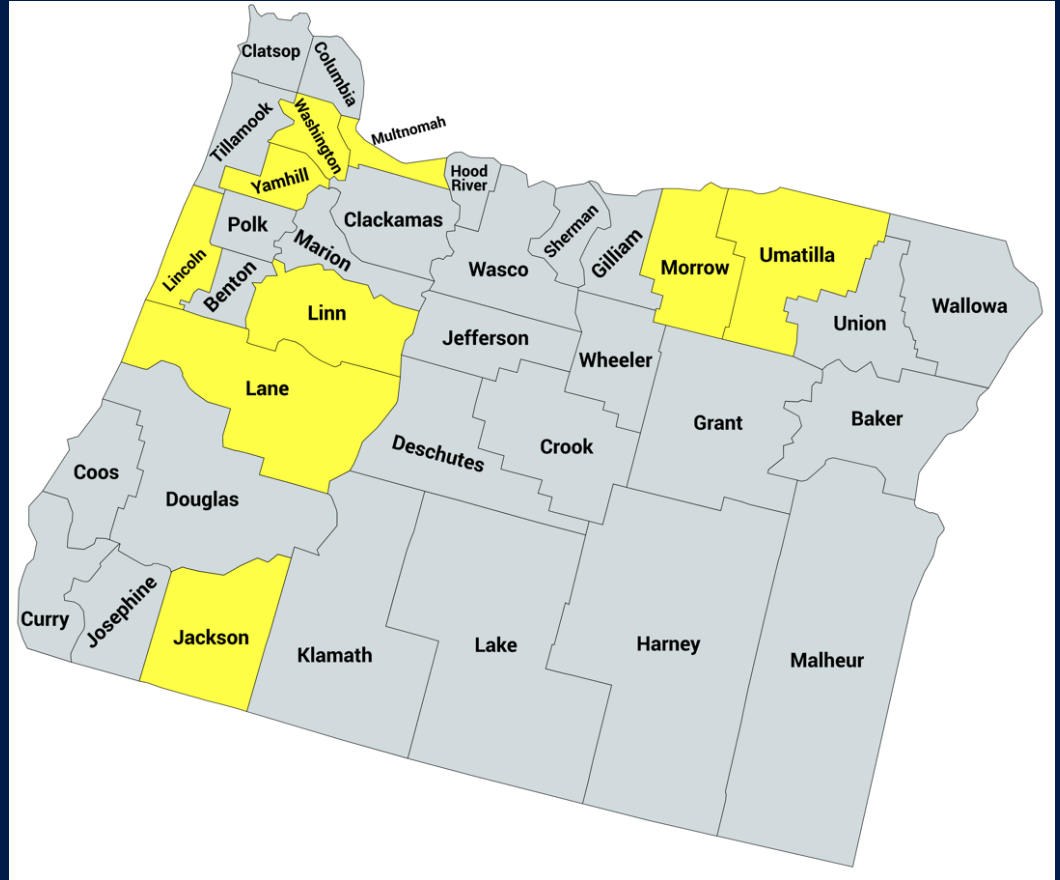 Clatsop
Columbia
Tillamook
Washington
Multnomah
Yamhill
Hood
River
Clackamas
Polk
Marion
Sherman
Gilliam
Morrow
Umatilla
Wallowa
Lincoln
Benton
Wasco
Linn
Union
Jefferson
Wheeler
Lane
Grant
Baker
Deschutes
Crook
Coos
Douglas
Curry
Josephine
Jackson
Klamath
Lake
Harney
Malheur